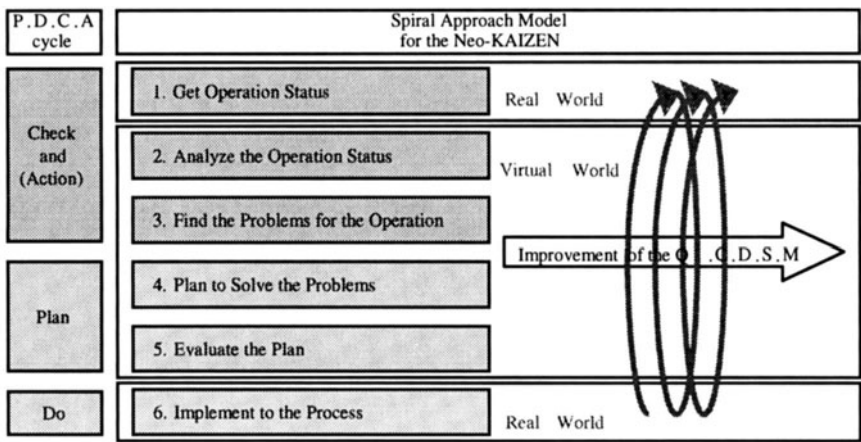 P.D.C.A
cycle
Spiral Approach Model
for the Neo-KAIZEN
Check
and
(Action)
1. Get Operation Status
Real World
2. Analyze the Operation Status
Virtual World
3. Find the Problems for the Operation
Improvement of the Q.C.D.S.M
Plan
4. Plan to Solve the Problems
5. Evaluate the Plan
Do
6. Implement to the Process
Real World